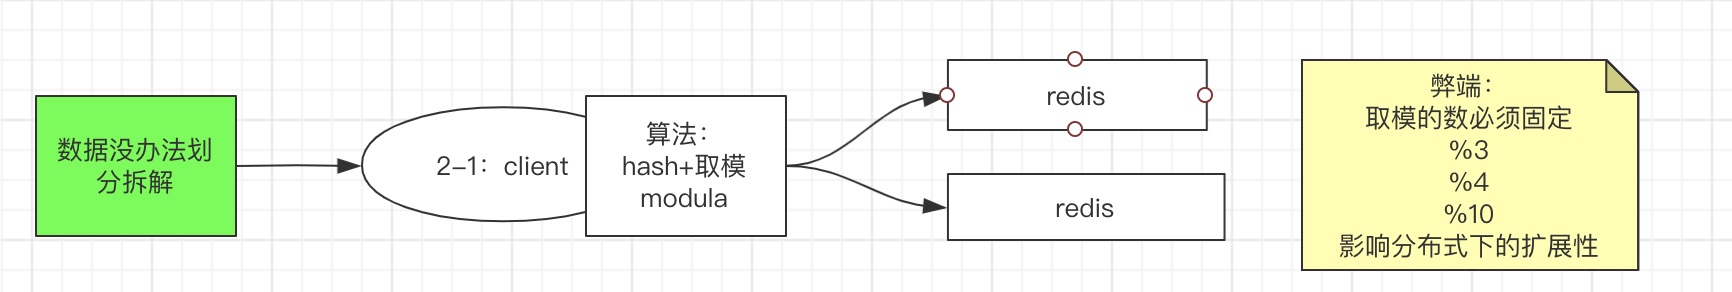 数据没办法划
分拆解
2-1：client
算法：
hash+取模
modula
redis
redis
弊端：
取模的数必须固定
%3
%4
%10
影响分布式下的扩展性